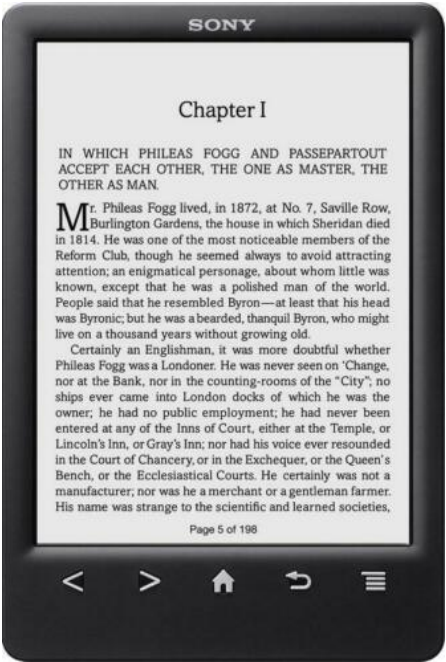 SONY
Chapter I
IN WHICH PHILEAS FOGG AND PASSEPARTOUT
ACCEPT EACH OTHER, THE ONE AS MASTER, THE
OTHER AS MAN.
Mr. Phileas Fogg lived, in 1872, at No. 7, Saville Row,
Burlington Gardens, the house in which Sheridan died
in 1814. He was one of the most noticeable members of the
Reform Club, though he seemed always to avoid attracting
attention; an enigmatical personage, about whom little was
known, except that he was a polished man of the world.
People said that he resembled Byron—at least that his head
was Byronic; but he was a bearded, thanquil Byron, who might
live on a thousand years without growing old.
Certainly an Englishman, it was more doubtful whether
Phileas Fogg was a Londoner. He was never seen on 'Change,
nor at the Bank, nor in the counting-rooms of the "City"; no
ships ever came into London docks of which he was the
owner; he had no public employment; he had never been
entered at any of the Inns of Court, either at the Temple, or
Lincoln's Inn, or Gray's Inn; nor had his voice ever resounded
in the Court of Chancery, or in the Exchequer, or the Queen's
Bench, or the Ecclesiastical Courts. He certainly was not a
manufacturer; nor was he a merchant or a gentleman farmer.
His name was strange to the scientific and learned societies,
Page 5 of 198